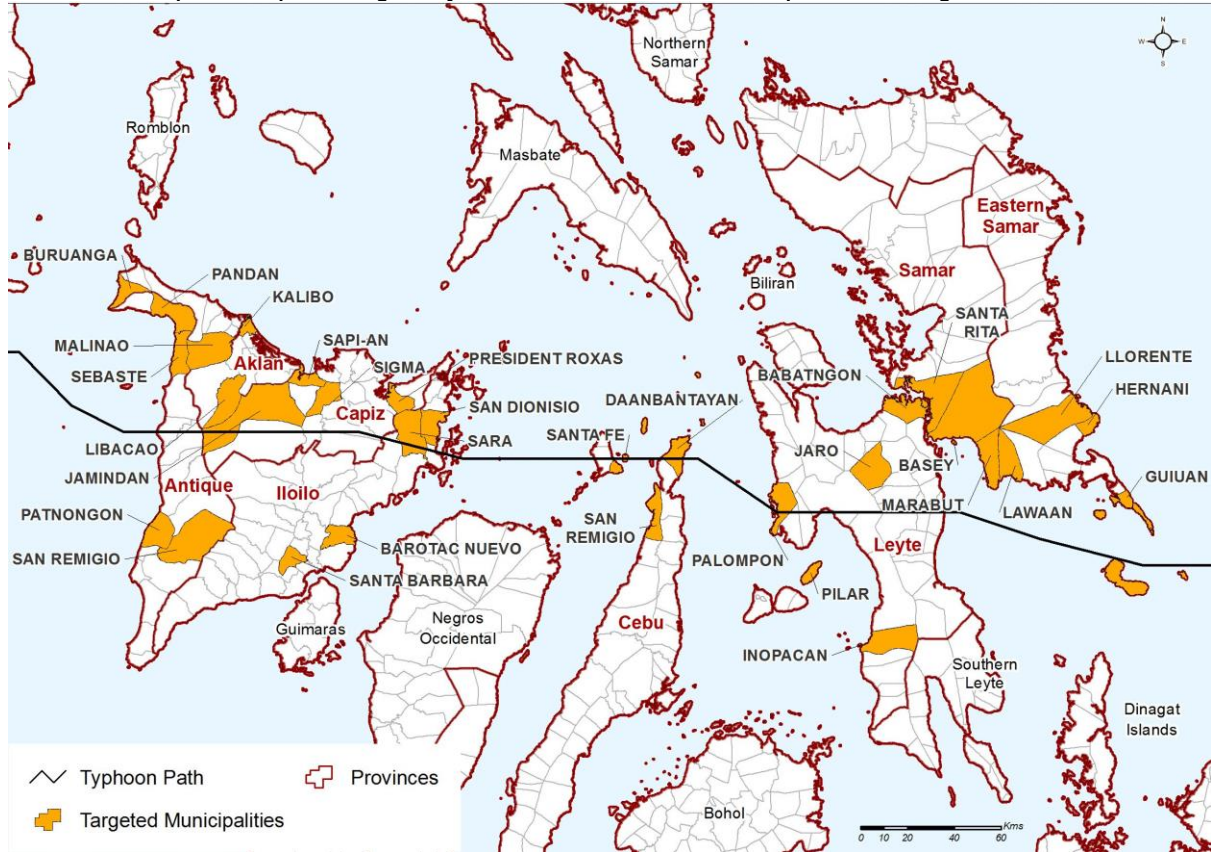 Northern
Samar
N
W
E
S
Romblon
Masbate
Eastern
Samar
BURUANGA
PANDAN
Samar
KALIBO
Biliran
SANTA
RITA
MALINAO
SAPI-AN
Aklan
SIGMA
PRESIDENT ROXAS
LLORENTE
SEBASTE
BABATNGON
HERNANI
DAANBANTAYAN
Capiz
SAN DIONISIO
SANTA FE
LIBACAO
SARA
JARO
BASEY
JAMINDAN
GUIUAN
Antique
Iloilo
MARABUT
LAWAAN
PATNONGON
SAN
REMIGIO
Leyte
SAN REMIGIO
BAROTAC NUEVO
PALOMPON
SANTA BARBARA
PILAR
Negros
Occidental
Cebu
Guimaras
INOPACAN
Southern
Leyte
Dinagat
Islands
Typhoon Path
Provinces
Targeted Municipalities
Bohol
0 10 20 40 60 Kms